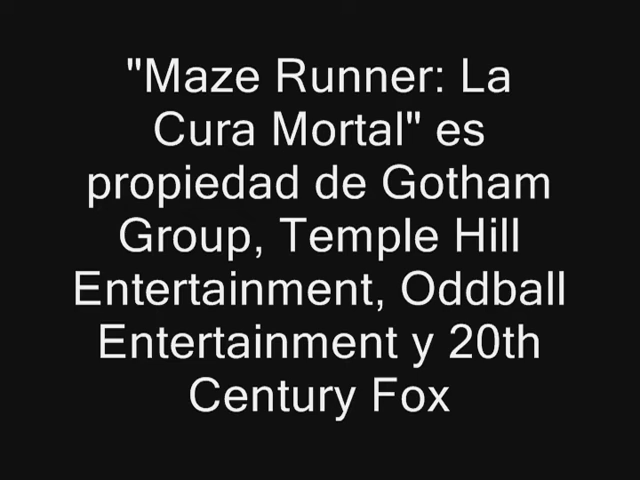 "Maze Runner: La
Cura Mortal" es
propiedad de Gotham
Group, Temple Hill
Entertainment, Oddball
Entertainment y 20th
Century Fox